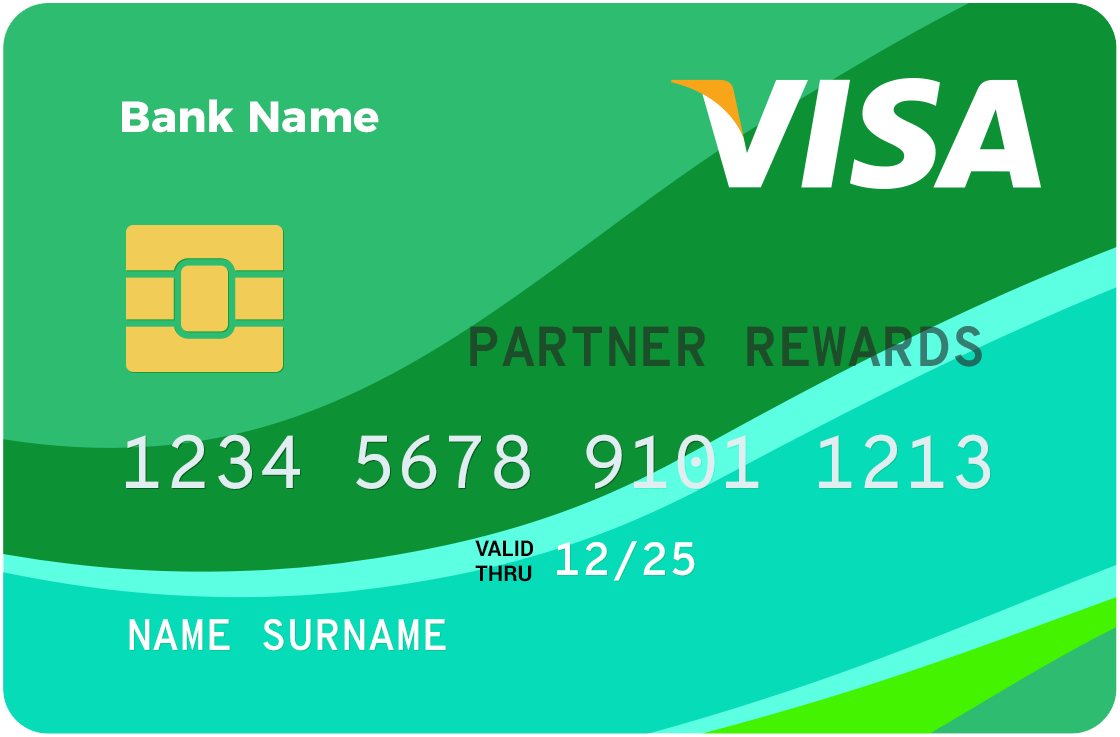 Bank Name
VISA
PARTNER REWARDS
1234 5678 9101 1213
VALID
THRU
12/25
NAME SURNAME